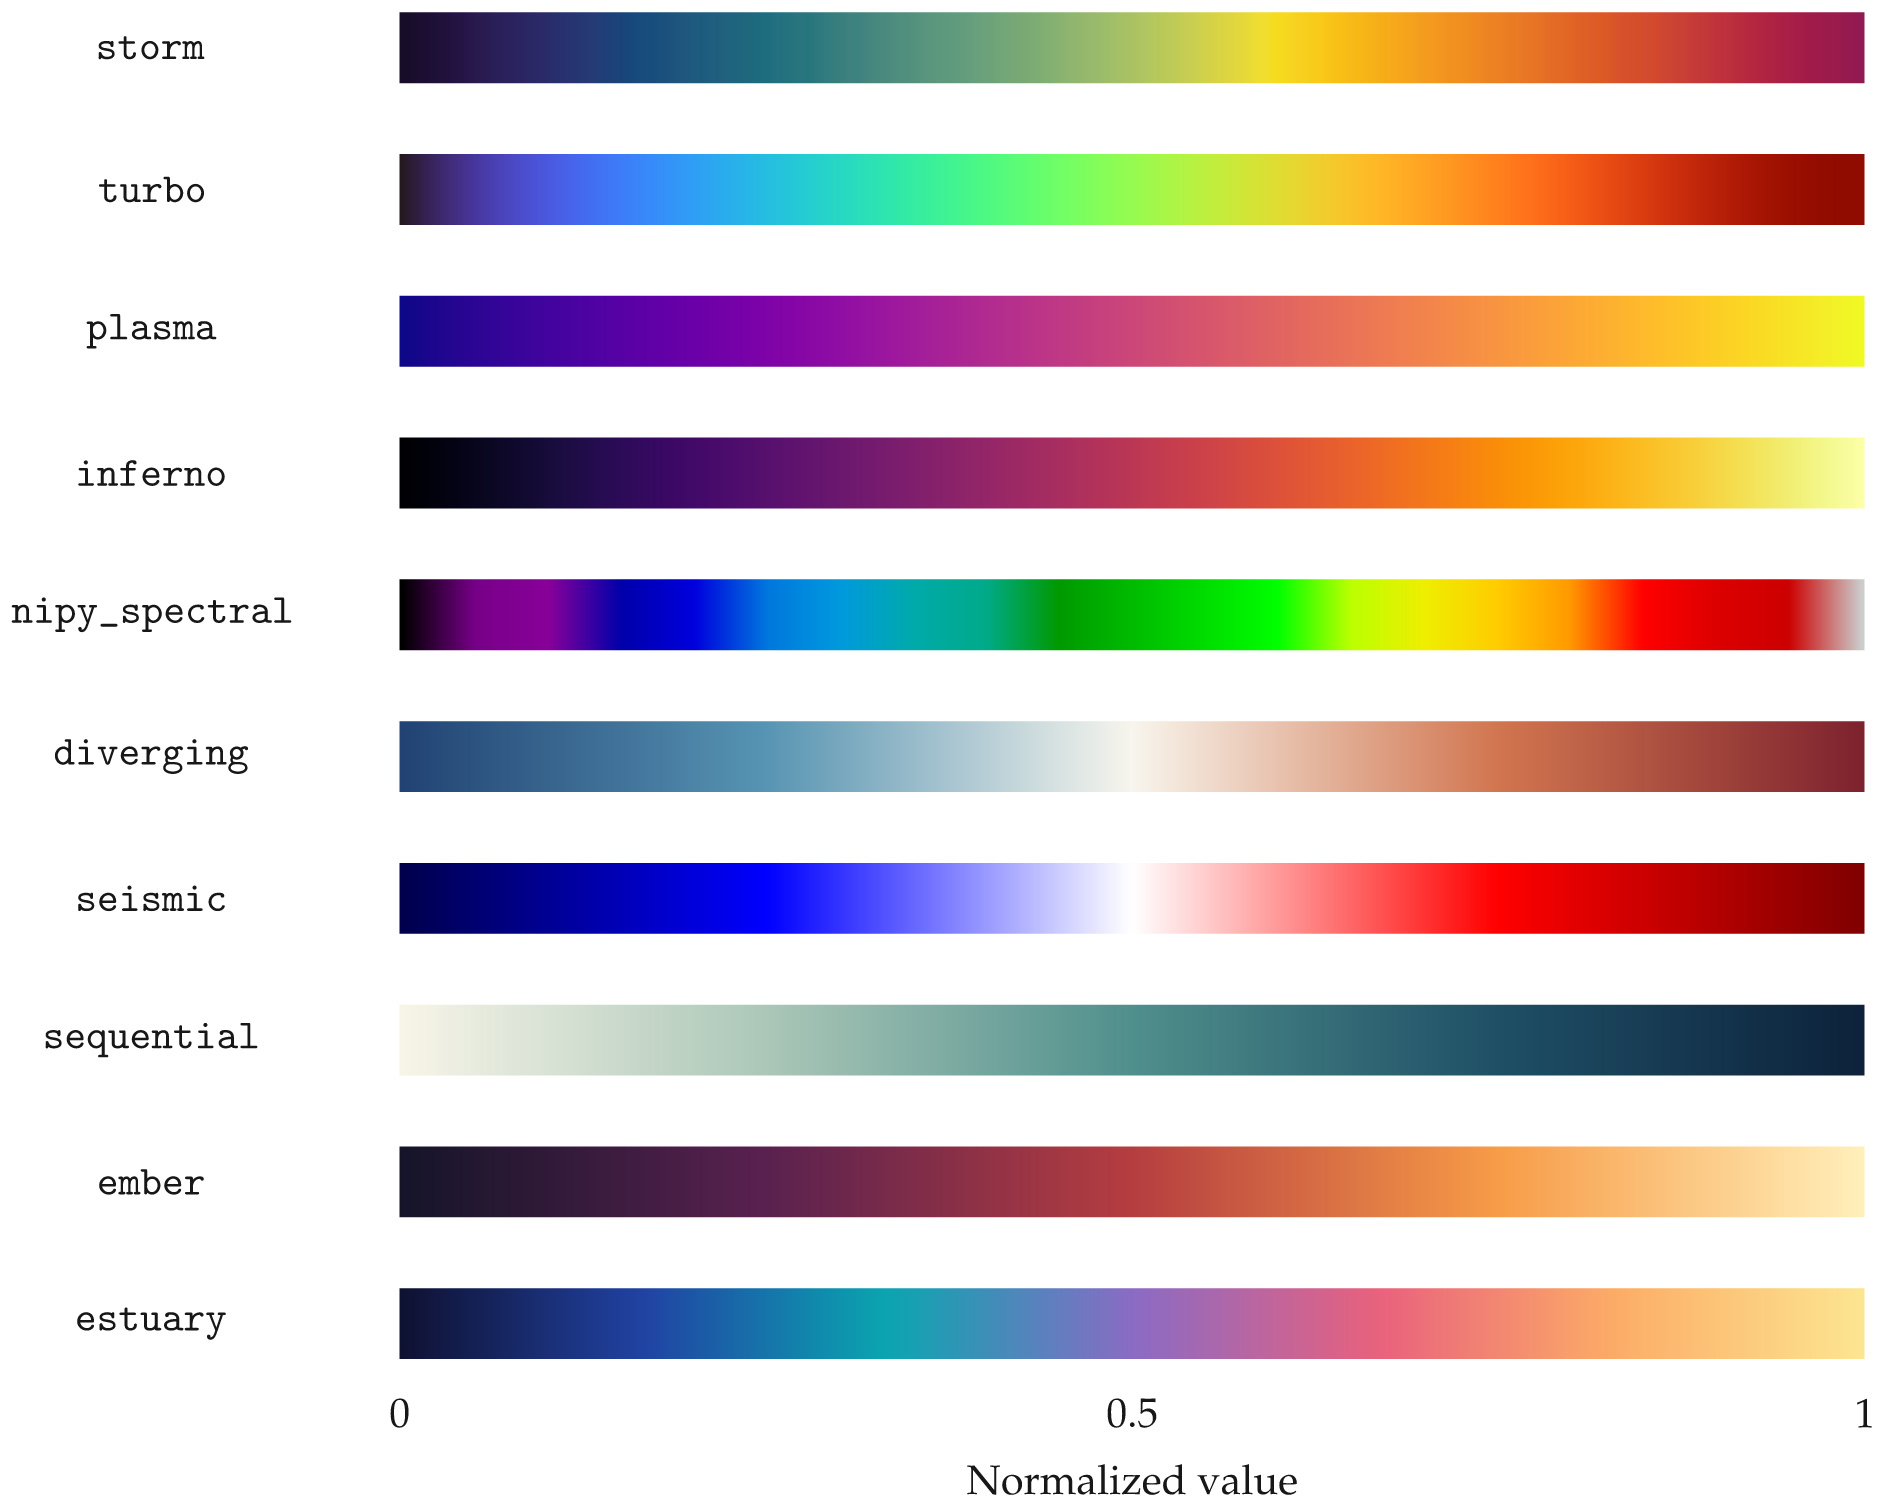 storm
turbo
plasma
inferno
nipy_spectral
diverging
seismic
sequential
ember
estuary
0 0.5 1
Normalized value